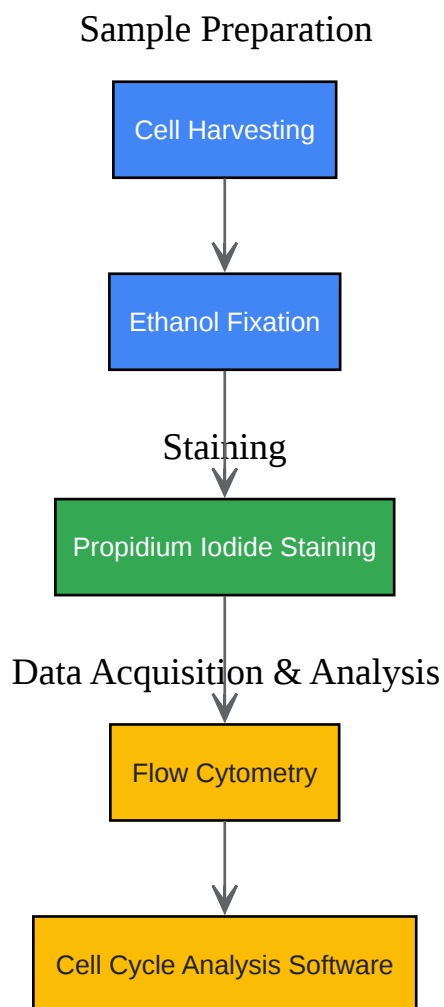 Sample Preparation
Cell Harvesting
Ethanol Fixation
Staining
Propidium Iodide Staining
Data Acquisition & Analysis
Flow Cytometry
Cell Cycle Analysis Software